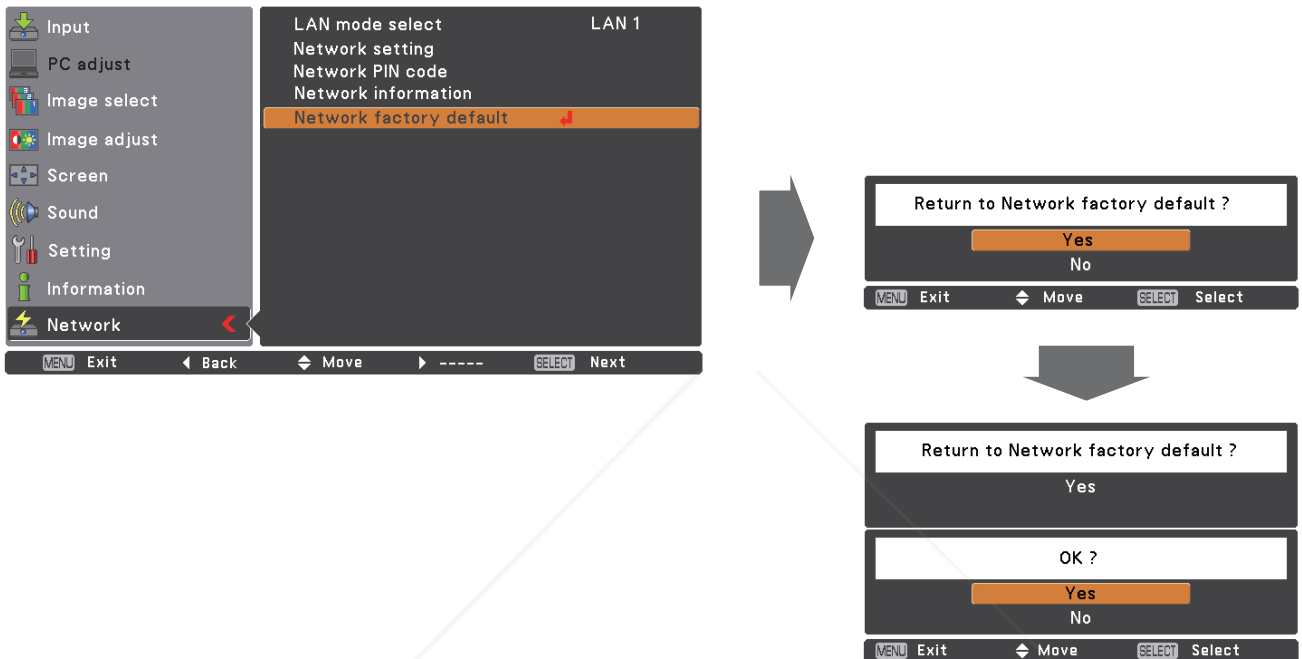 Input
PC adjust
Image select
Image adjust
Screen
Sound
Setting
Information
Network
LAN mode select LAN 1
Network setting
Network PIN code
Network information
Network factory default
MENU Exit Back Move ----- SELECT Next
Return to Network factory default ?
Yes
No
MENU Exit Move SELECT Select
Return to Network factory default ?
Yes
OK ?
Yes
No
MENU Exit Move SELECT Select